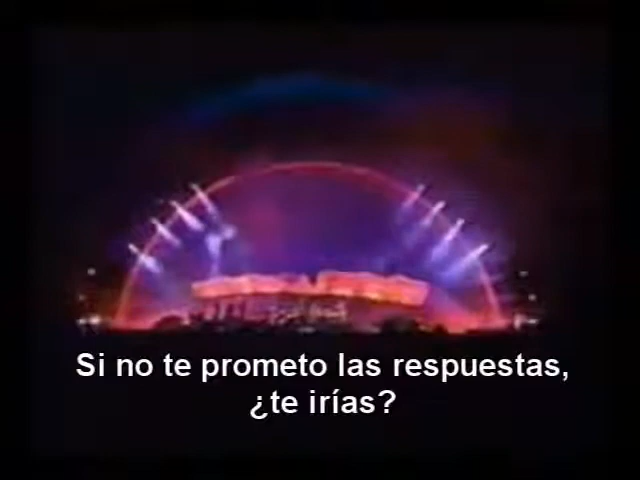 Si no te prometo las respuestas,
¿te irías?